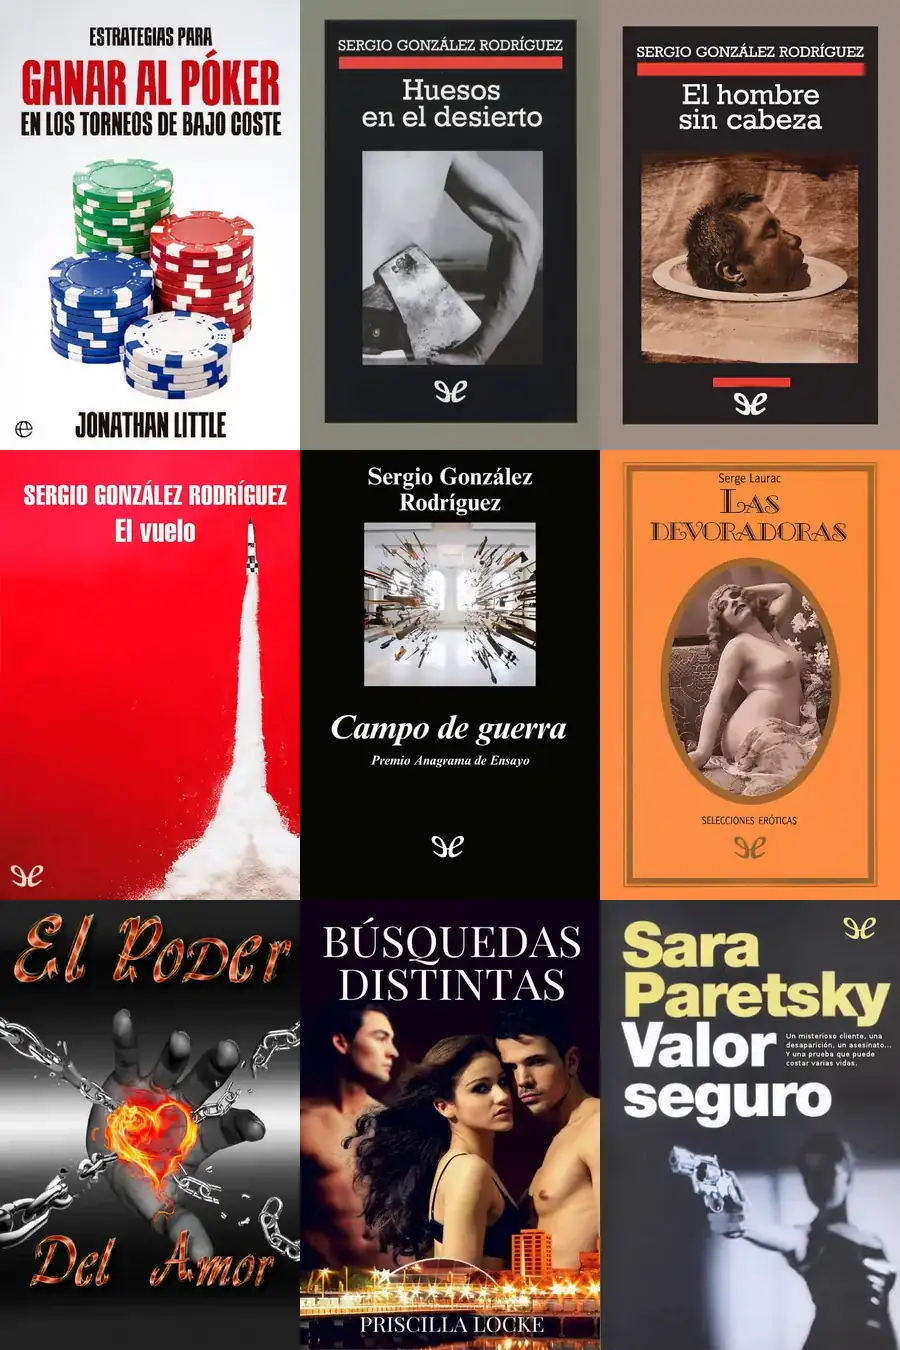 ESTRATEGIAS PARA
GANAR AL PÓKER
EN LOS TORNEOS DE BAJO COSTE
JONATHAN LITTLE
SERGIO GONZÁLEZ RODRÍGUEZ
Huesos
en el desierto
SERGIO GONZÁLEZ RODRÍGUEZ
El hombre
sin cabeza
SERGIO GONZÁLEZ RODRÍGUEZ
El vuelo
Sergio González
Rodríguez
Campo de guerra
Premio Anagrama de Ensayo
Serge Laurac
LAS
DEVORADORAS
SELECCIONES ERÓTICAS
El Poder
Del Amor
BÚSQUEDAS
DISTINTAS
PRISCILLA LOCKE
Sara
Paretsky
Valor
seguro
Un misterioso cliente, una
desaparición, un asesinato...
Y una prueba que puede
costar varias vidas.